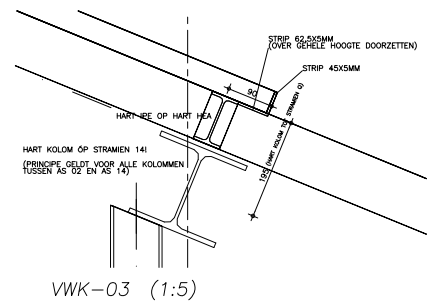 STRIP 62,5X5MM
(OVER GEHELE HOOGTE DOORZETTEN)
STRIP 45X5MM
90
HART IPE OP HART HEA
195 (HART KOLOM TOT STRAMIEN O)
HART KOLOM OP STRAMIEN 14!
(PRINCIPE GELDT VOOR ALLE KOLOMMEN
TUSSEN AS 02 EN AS 14)
VWK-03 (1:5)